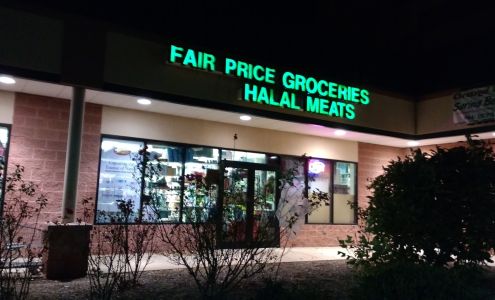 FAIR PRICE GROCERIES
HALAL MEATS